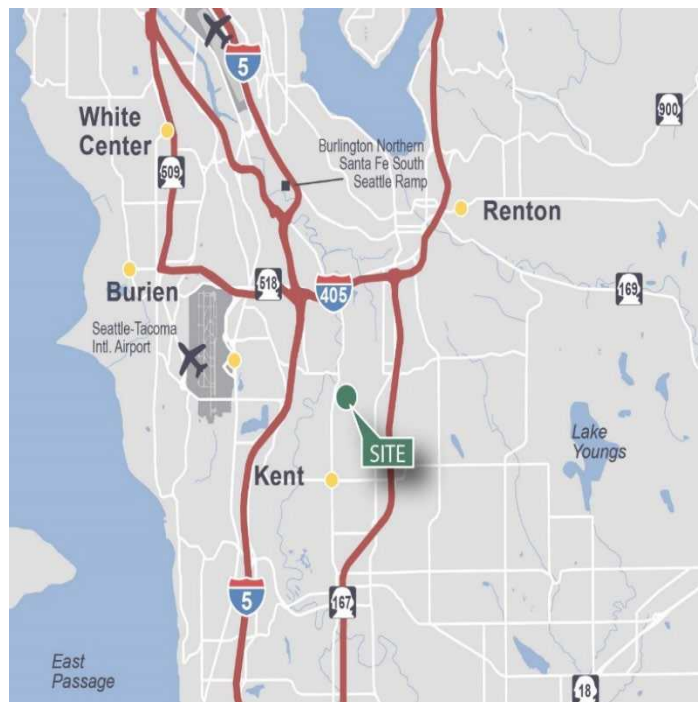 5
900
White
Center
Burlington Northern
Santa Fe South
Seattle Ramp
509
Renton
518
405
169
Burien
Seattle-Tacoma
Intl. Airport
SITE
Lake
Youngs
Kent
5
167
East
Passage
18